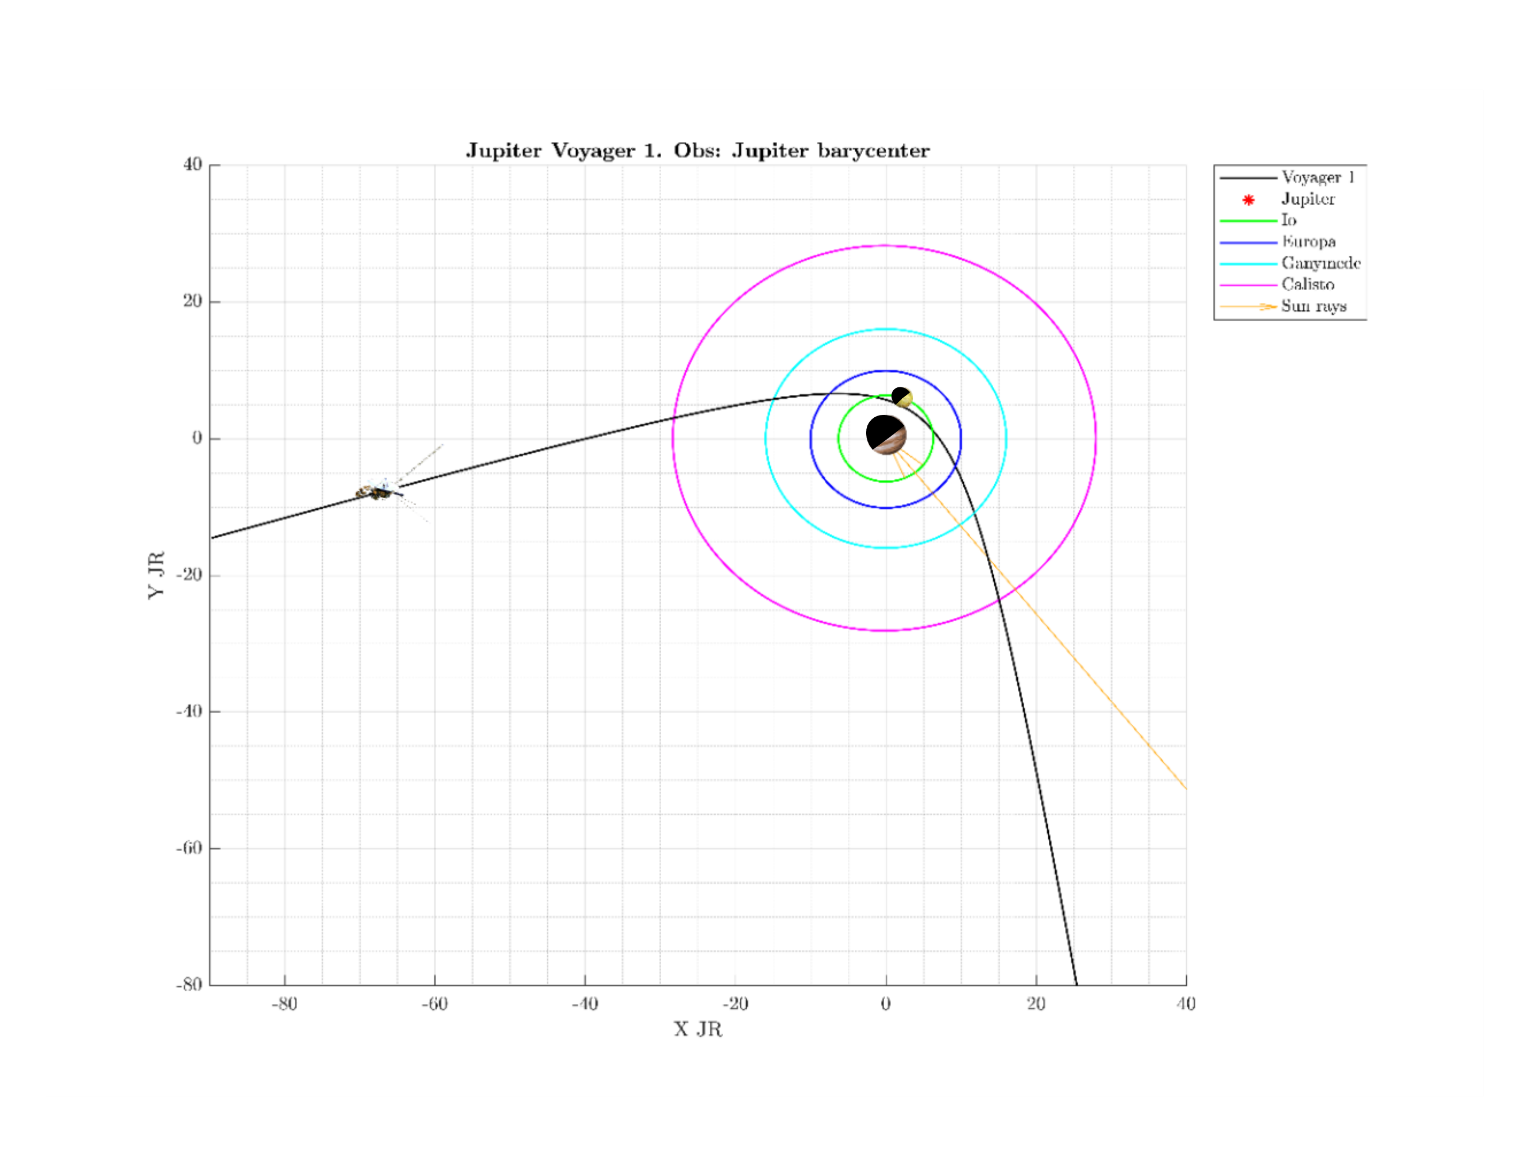 Jupiter Voyager 1. Obs: Jupiter barycenter
40
20
0
-20
-40
-60
-80
Y JR
-80
-60
-40
-20
0
20
40
X JR
Voyager 1
Jupiter
Io
Europa
Ganymede
Calisto
Sun rays